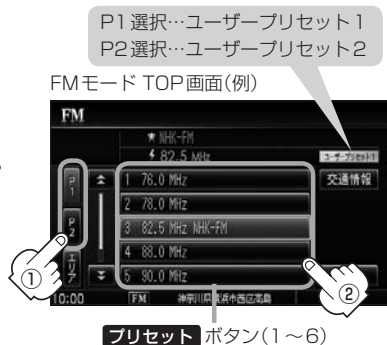 P1選択…ユーザープリセット1
P2選択…ユーザープリセット2
FMモード TOP画面(例)
FM
★ NHK-FM
82.5 MHz
ユーザープリセット1
P1
1 76.0 MHz
交通情報
2 78.0 MHz
P2
3 82.5 MHz NHK-FM
4 88.0 MHz
エリア
5 90.0 MHz
①
②
10:00
FM
神奈川県横浜市西区高島
プリセット ボタン(1～6)